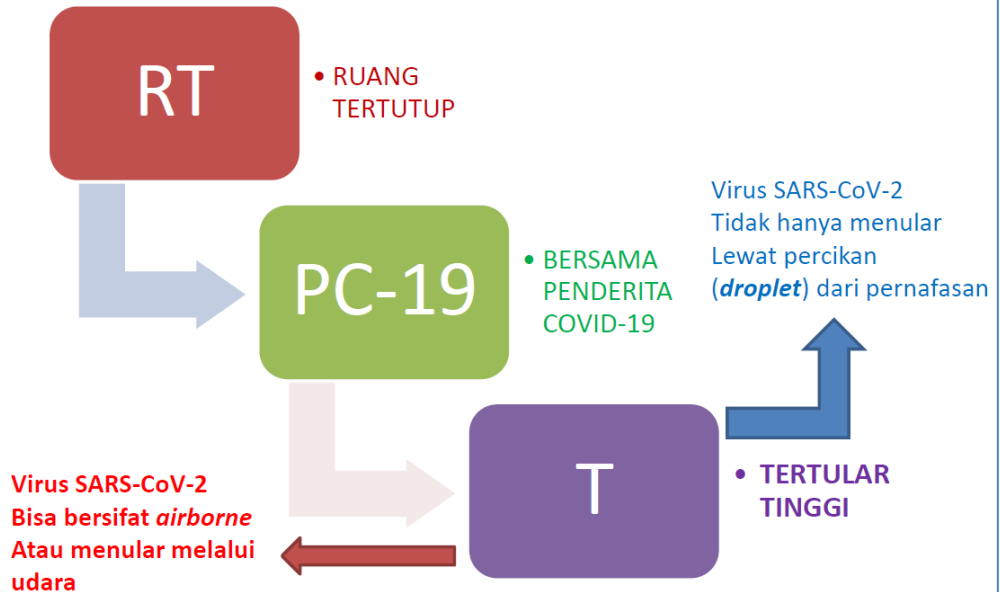 RT
• RUANG
TERTUTUP
PC-19
• BERSAMA
PENDERITA
COVID-19
Virus SARS-CoV-2
Tidak hanya menular
Lewat percikan
(droplet) dari pernafasan
T
• TERTULAR
TINGGI
Virus SARS-CoV-2
Bisa bersifat airborne
Atau menular melalui
udara